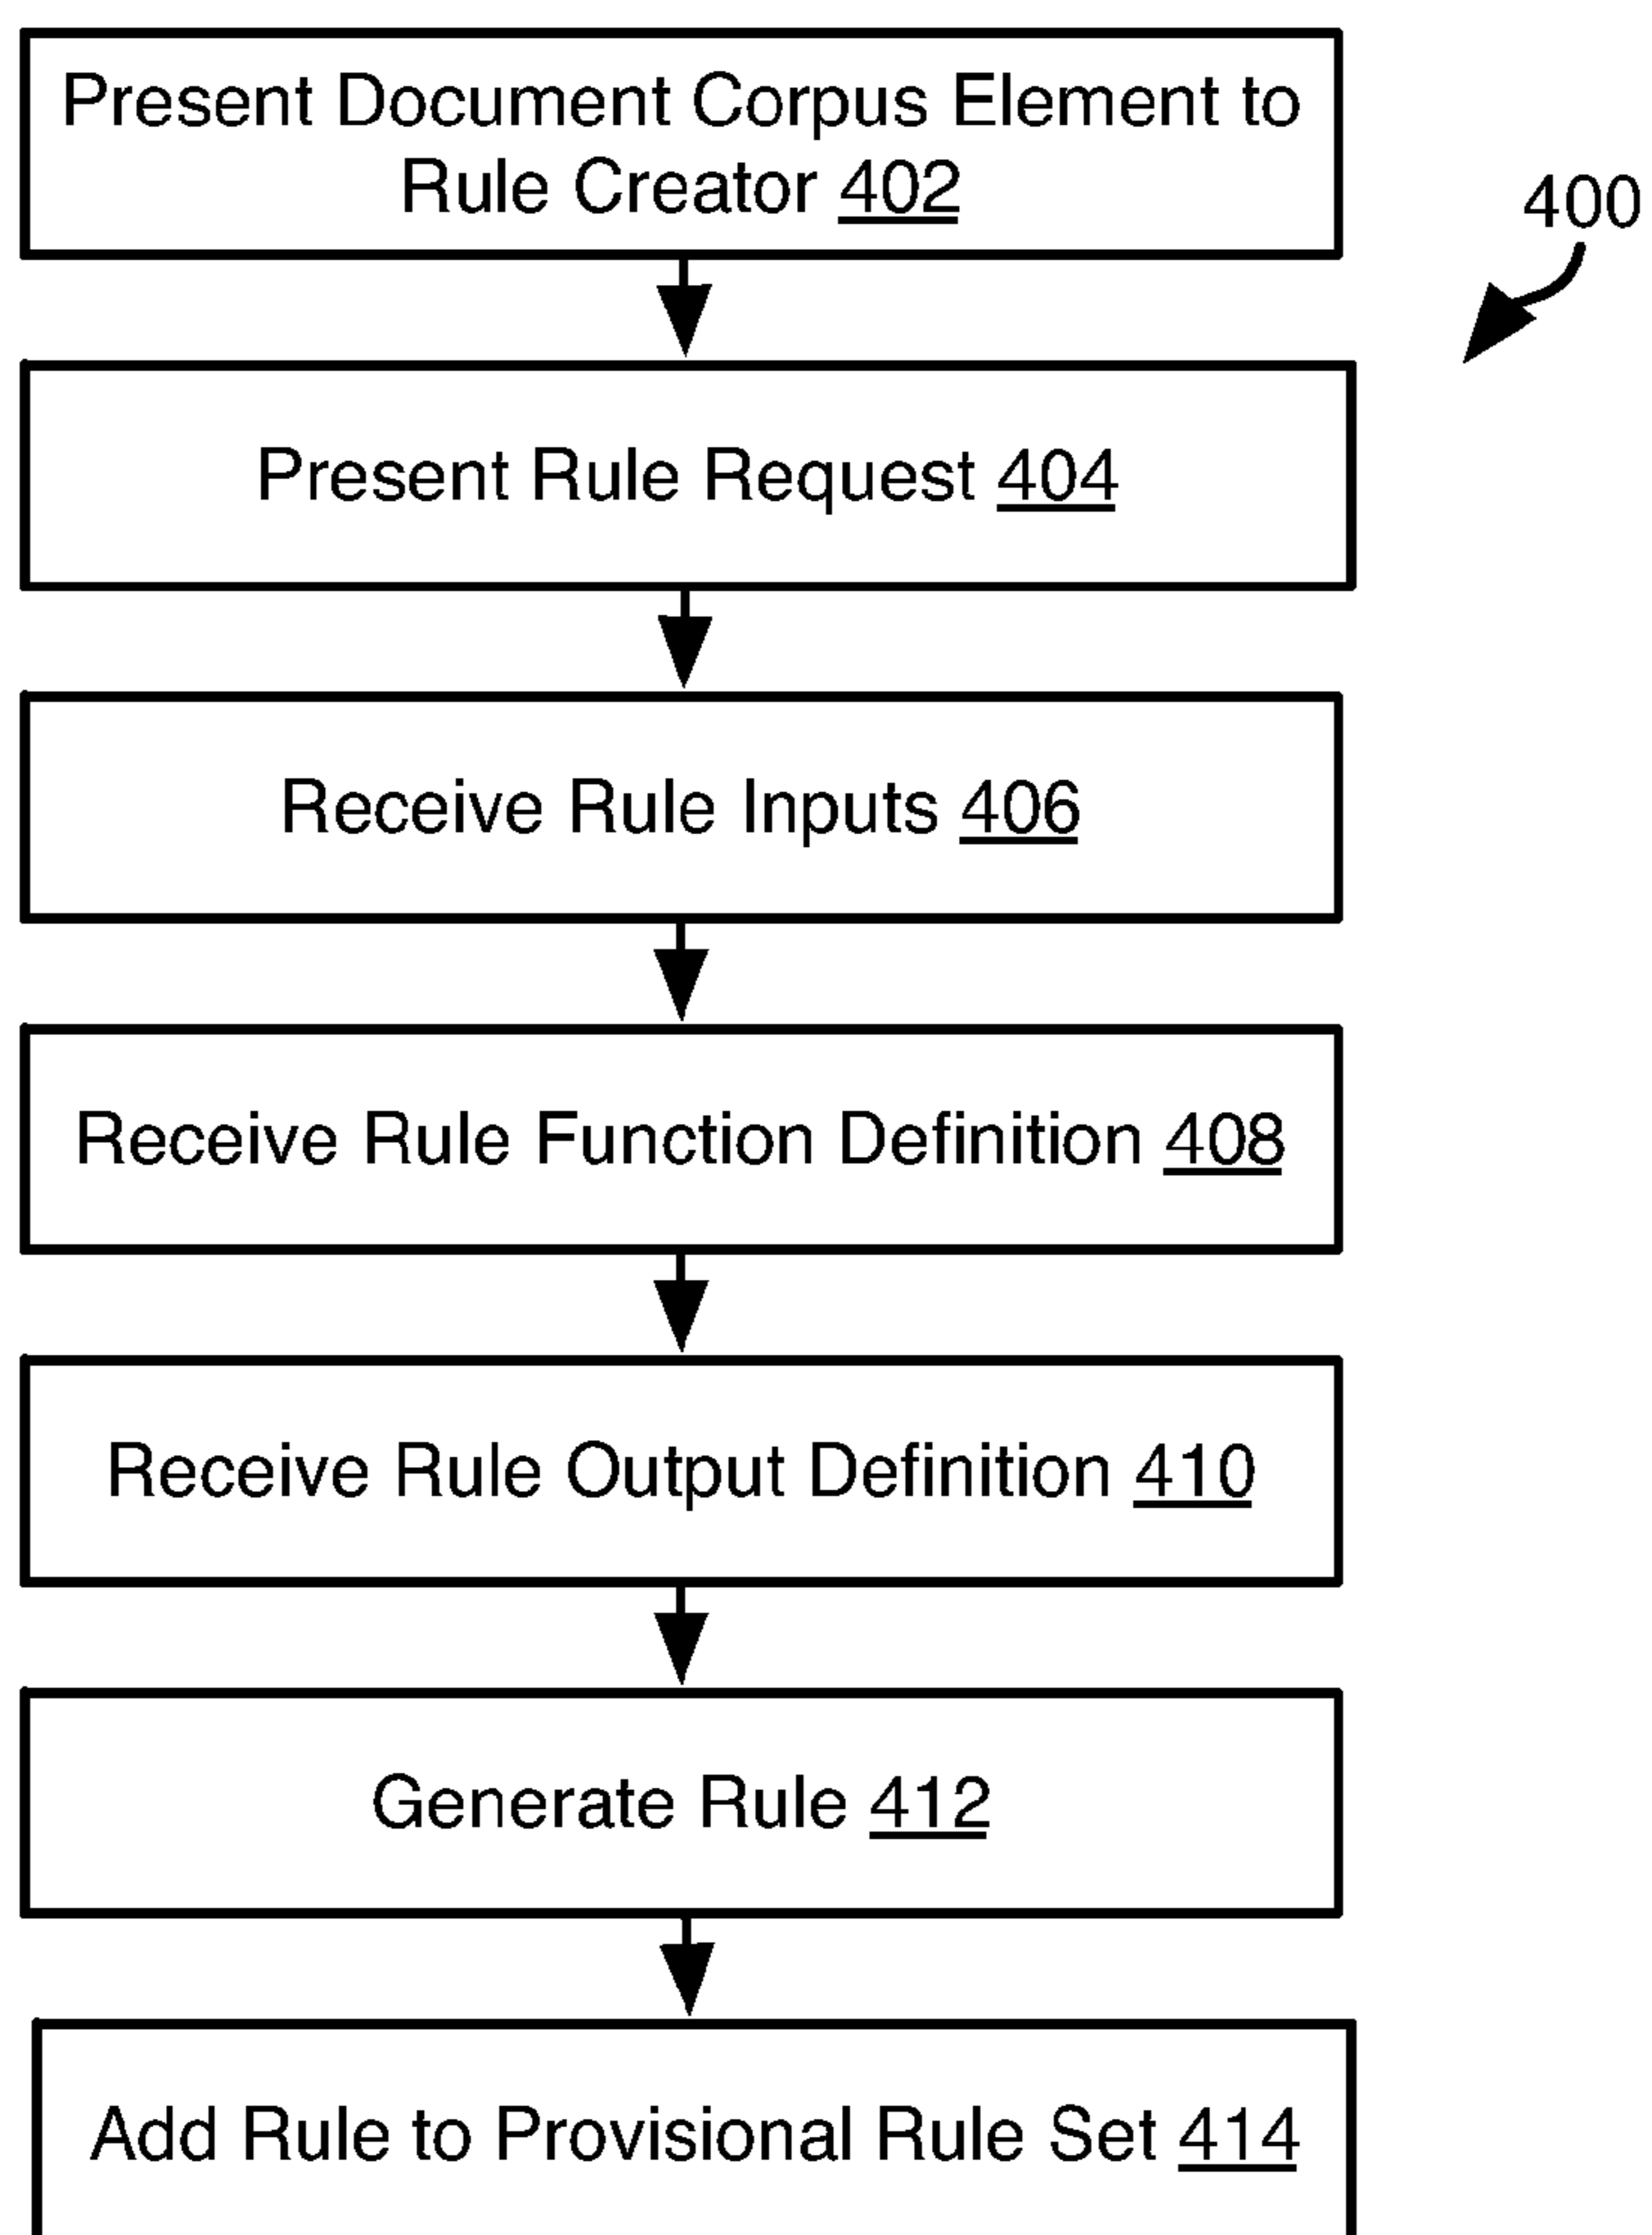 Present Document Corpus Element to
Rule Creator 402
400
Present Rule Request 404
Receive Rule Inputs 406
Receive Rule Function Definition 408
Receive Rule Output Definition 410
Generate Rule 412
Add Rule to Provisional Rule Set 414